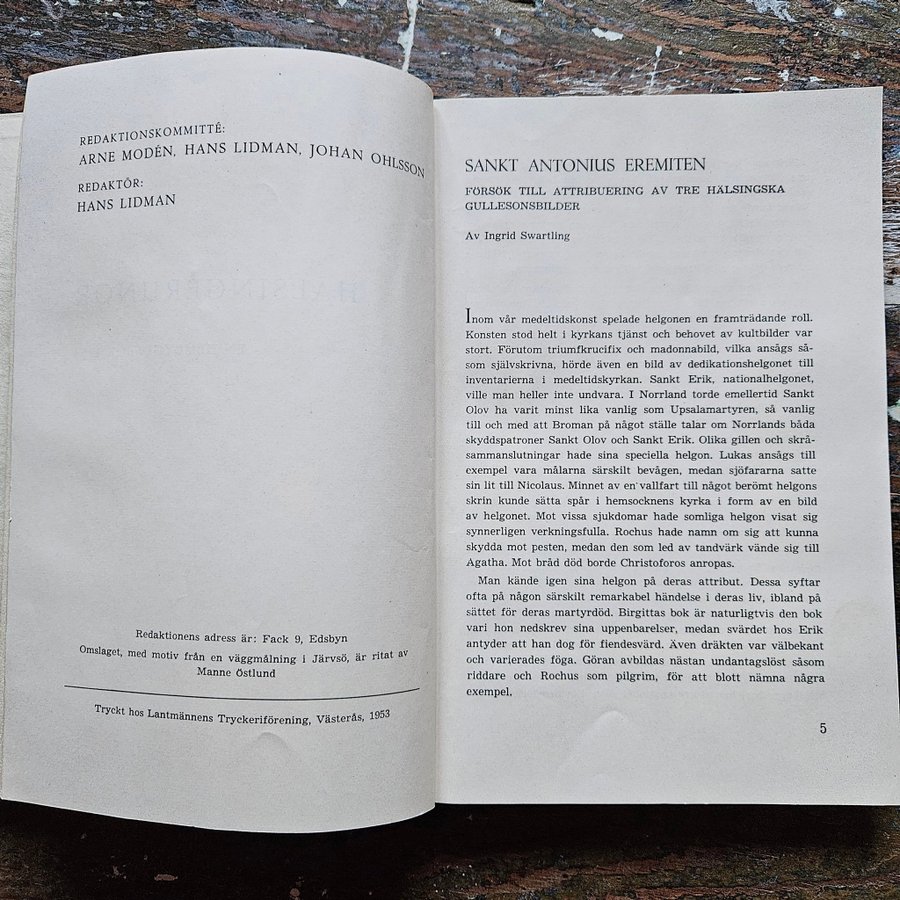 REDAKTIONSKOMMITTÉ:
ARNE MODÉN, HANS LIDMAN, JOHAN OHLSSON
REDAKTÖR:
HANS LIDMAN
Redaktionens adress är: Fack 9, Edsbyn
Omslaget, med motiv från en väggmålning i Järvsö, är ritat av
Manne Östlund
Tryckt hos Lantmännens Tryckeriförening, Västerås, 1953
SANKT ANTONIUS EREMITEN
FÖRSÖK TILL ATTRIBUERING AV TRE HÄLSINGSKA
GULLESONSBILDER
Av Ingrid Swartling
Inom vår medeltidskonst spelade helgonen en framträdande roll.
Konsten stod helt i kyrkans tjänst och behovet av kultbilder var
stort. Förutom triumfkrucifix och madonnabild, vilka ansågs så-
som självskrivna, hörde även en bild av dedikationshelgonet till
inventarierna i medeltidskyrkan. Sankt Erik, nationalhelgonet,
ville man heller inte undvara. I Norrland torde emellertid Sankt
Olov ha varit minst lika vanlig som Upsalamartyren, så vanlig
till och med att Broman på något ställe talar om Norrlands båda
skyddspatroner Sankt Olov och Sankt Erik. Olika gillen och skrå-
sammanslutningar hade sina speciella helgon. Lukas ansågs till
exempel vara målarna särskilt bevågen, medan sjöfararna satte
sin lit till Nicolaus. Minnet av en vallfart till något berömt helgons
skrin kunde sätta spår i hemsocknens kyrka i form av en bild
av helgonet. Mot vissa sjukdomar hade somliga helgon visat sig
synnerligen verkningsfulla. Rochus hade namn om sig att kunna
skydda mot pesten, medan den som led av tandvärk vände sig till
Agatha. Mot bråd död borde Christoforos anropas.
Man kände igen sina helgon på deras attribut. Dessa syftar
ofta på någon särskilt remarkabel händelse i deras liv, ibland på
sättet för deras martyrdöd. Birgittas bok är naturligtvis den bok
vari hon nedskrev sina uppenbarelser, medan svärdet hos Erik
antyder att han dog för fiendesvärd. Även dräkten var välbekant
och varierades föga. Göran avbildas nästan undantagslöst såsom
riddare och Rochus som pilgrim, för att blott nämna några
exempel.
5